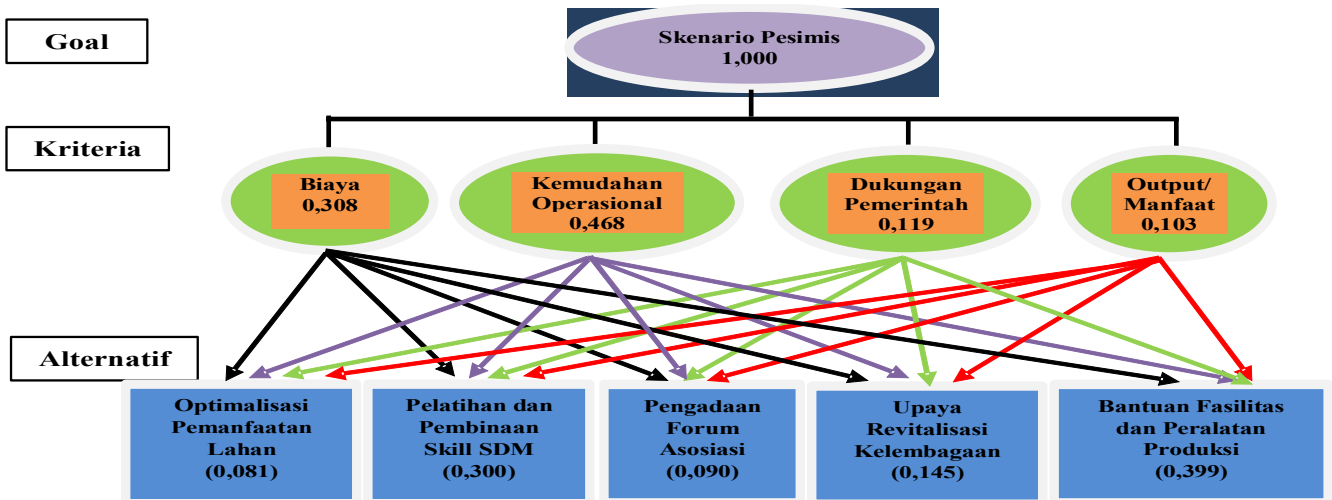 Goal
Skenario Pesimis
1,000
Kriteria
Biaya
0,308
Kemudahan
Operasional
0,468
Dukungan
Pemerintah
0,119
Output/
Manfaat
0,103
Alternatif
Optimalisasi
Pemanfaatan
Lahan
(0,081)
Pelatihan dan
Pembinaan
Skill SDM
(0,300)
Pengadaan
Forum
Asosiasi
(0,090)
Upaya
Revitalisasi
Kelembagaan
(0,145)
Bantuan Fasilitas
dan Peralatan
Produksi
(0,399)